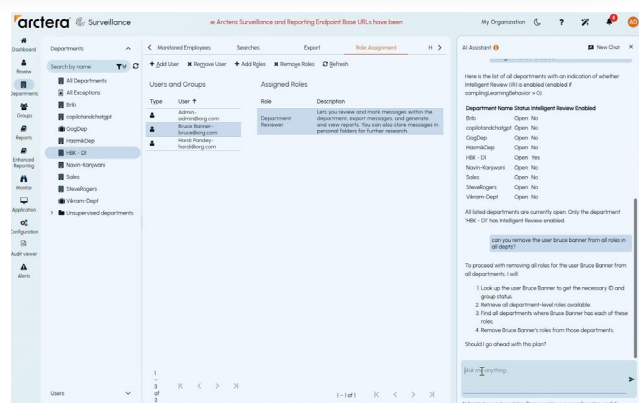 arctera Surveillance
e Arctera Surveillance and Reporting Endpoint Base URLs have been
My Organization
Dashboard
Review
Departments
Groups
Reports
Enhanced
Reporting
Monitor
Application
Configuration
Audit viewer
Alerts
Departments
Search by name
All Departments
All Exceptions
Brib
copilotandchatgpt
GogDep
HasmikDep
HBK - DI
Navin-Kanjwani
Sales
SteveRogers
Vikram-Dept
Unsupervised departments
Users
Monitored Employees
Searches
Export
Role Assignment
H
+ Add User
Remove User
+ Add Roles
Remove Roles
Refresh
Users and Groups
Type
User ↑
Admin-
admin@org.com
Bruce Banner-
bruce@org.com
Hardi Pandey-
hardi@org.com
1
-
3
of
3
Assigned Roles
Role
Description
Department
Reviewer
Lets you review and mark messages within the
department, export messages, and generate
and view reports. You can also store messages in
personal folders for further research.
1 - 1 of 1
AI Assistant
New Chat
Here is the list of all departments with an indication of whether
Intelligent Review (IR) is enabled (enabled if
samplingLearningBehavior > 0):
Department Name Status Intelligent Review Enabled
Brib Open No
copilotandchatgpt Open No
GogDep Open No
HasmikDep Open No
HBK - DI Open Yes
Navin-Kanjwani Open No
Sales Open No
SteveRogers Open No
Vikram-Dept Open No
All listed departments are currently open. Only the department
'HBK - DI' has Intelligent Review enabled.
can you remove the user bruce banner from all roles in
all depts?
To proceed with removing all roles for the user Bruce Banner from
all departments, I will:
1. Look up the user Bruce Banner to get the necessary ID and
group status.
2. Retrieve all department-level roles available.
3. Find all departments where Bruce Banner has each of these
roles.
4. Remove Bruce Banner's roles from those departments.
Should I go ahead with this plan?
Ask me anything